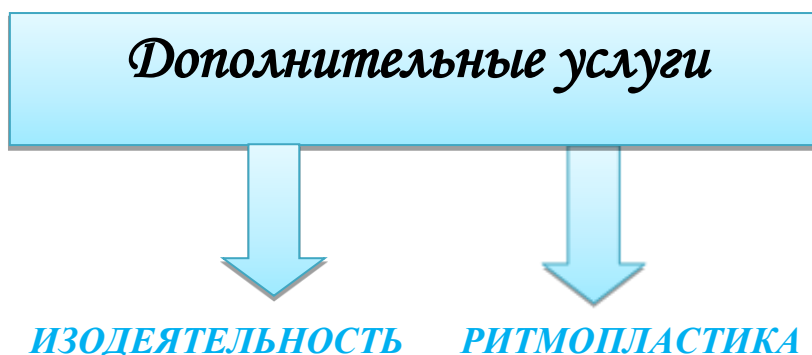 Дополнительные услуги
ИЗОДЕЯТЕЛЬНОСТЬ РИТМОПЛАСТИКА